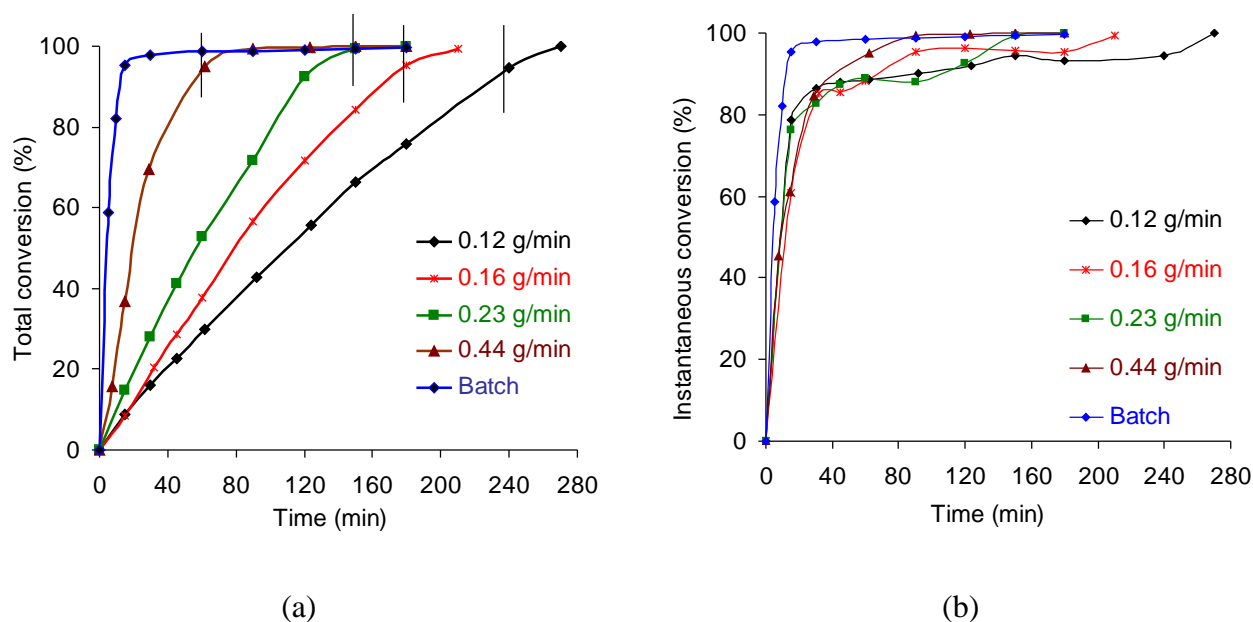 Total conversion (%)
100
80
60
40
20
0
0 40 80 120 160 200 240 280
Time (min)
0.12 g/min
0.16 g/min
0.23 g/min
0.44 g/min
Batch
(a)
Instantaneous conversion (%)
100
80
60
40
20
0
0 40 80 120 160 200 240 280
Time (min)
0.12 g/min
0.16 g/min
0.23 g/min
0.44 g/min
Batch
(b)